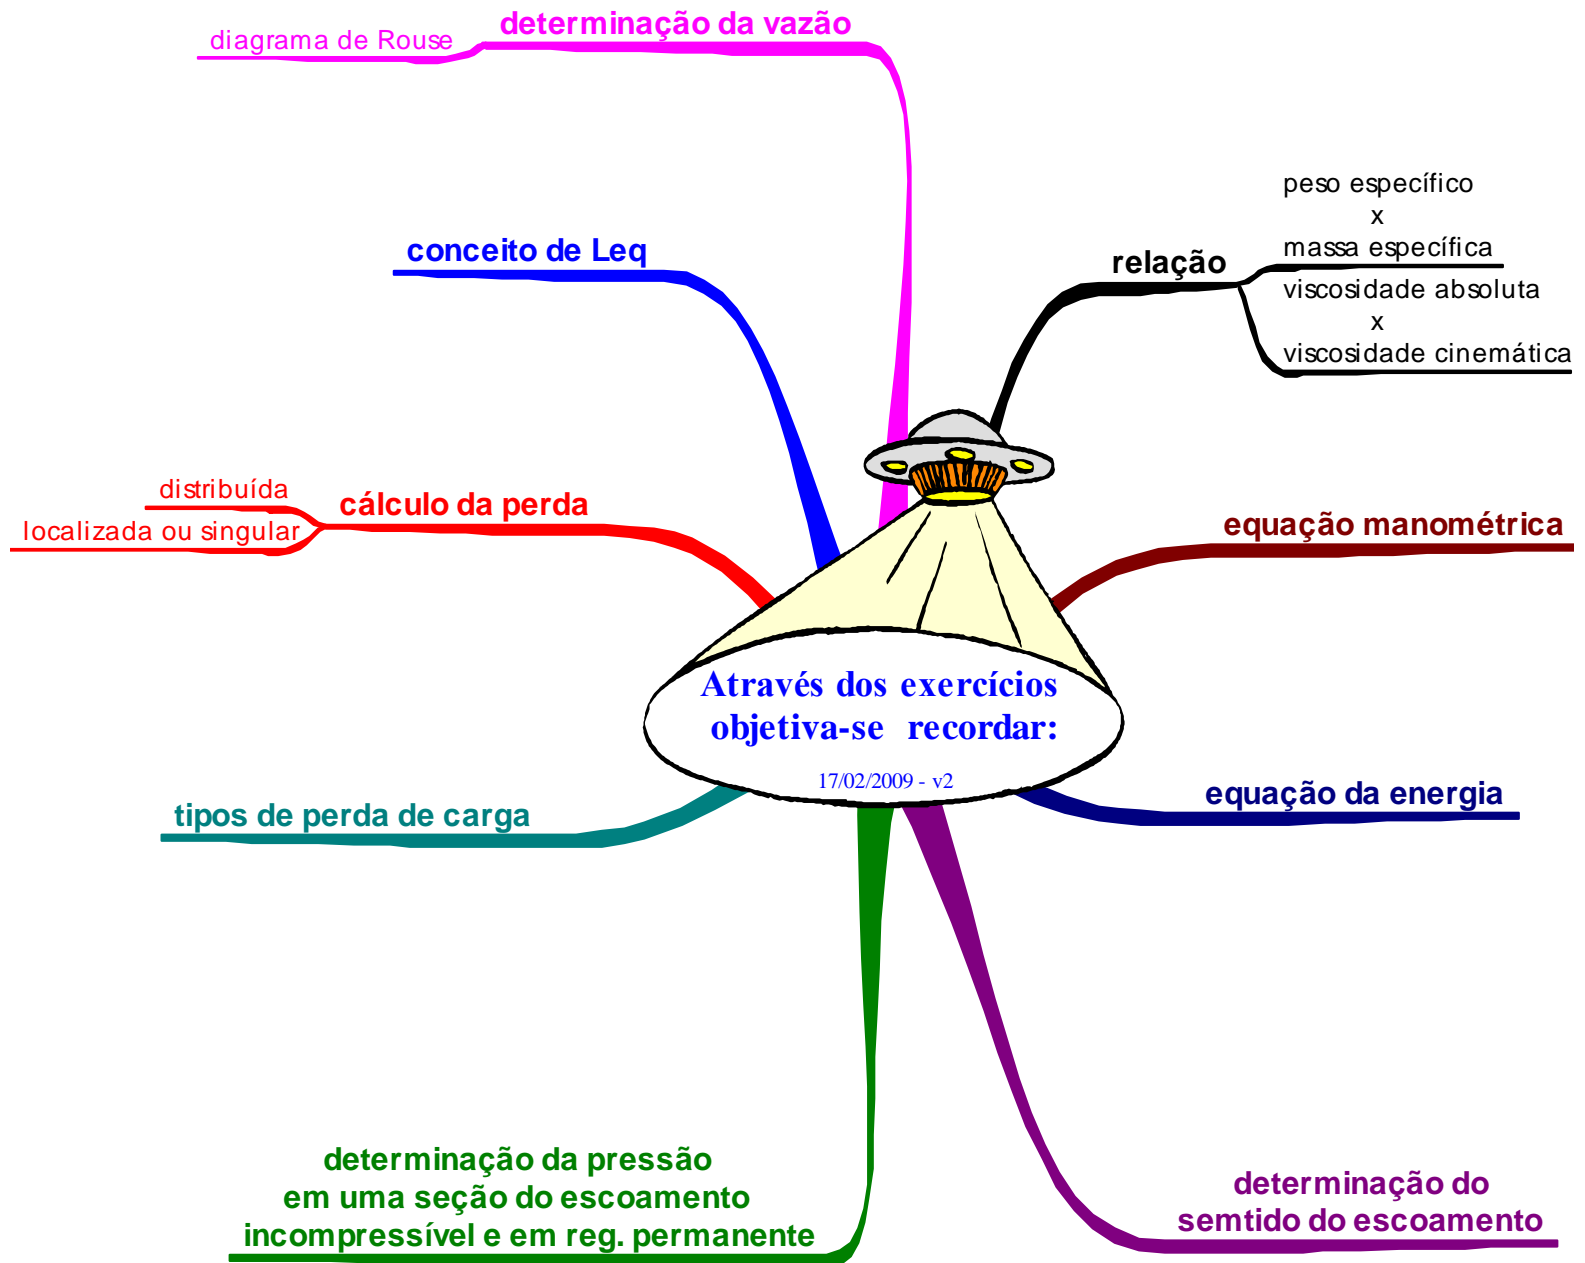 determinação da vazão
diagrama de Rouse
peso específico
x
massa específica
conceito de Leq
relação
viscosidade absoluta
x
viscosidade cinemática
distribuída
cálculo da perda
localizada ou singular
equação manométrica
Através dos exercícios
objetiva-se recordar:
17/02/2009 - v2
tipos de perda de carga
equação da energia
determinação da pressão
em uma seção do escoamento
incompressível e em reg. permanente
determinação do
semtido do escoamento